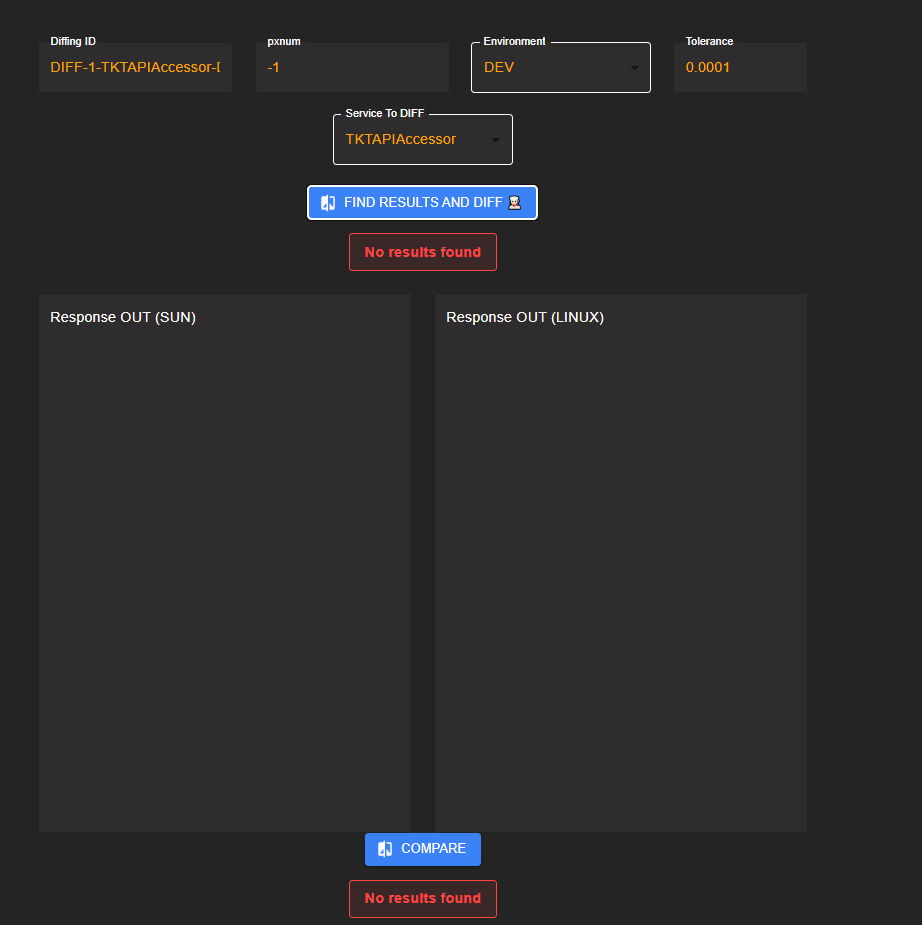 Diffing ID
DIFF-1-TKTAPIAccessor-
pxnum
-1
Environment
DEV
Tolerance
0.0001
Service To DIFF
TKTAPIAccessor
FIND RESULTS AND DIFF
No results found
Response OUT (SUN)
Response OUT (LINUX)
COMPARE
No results found